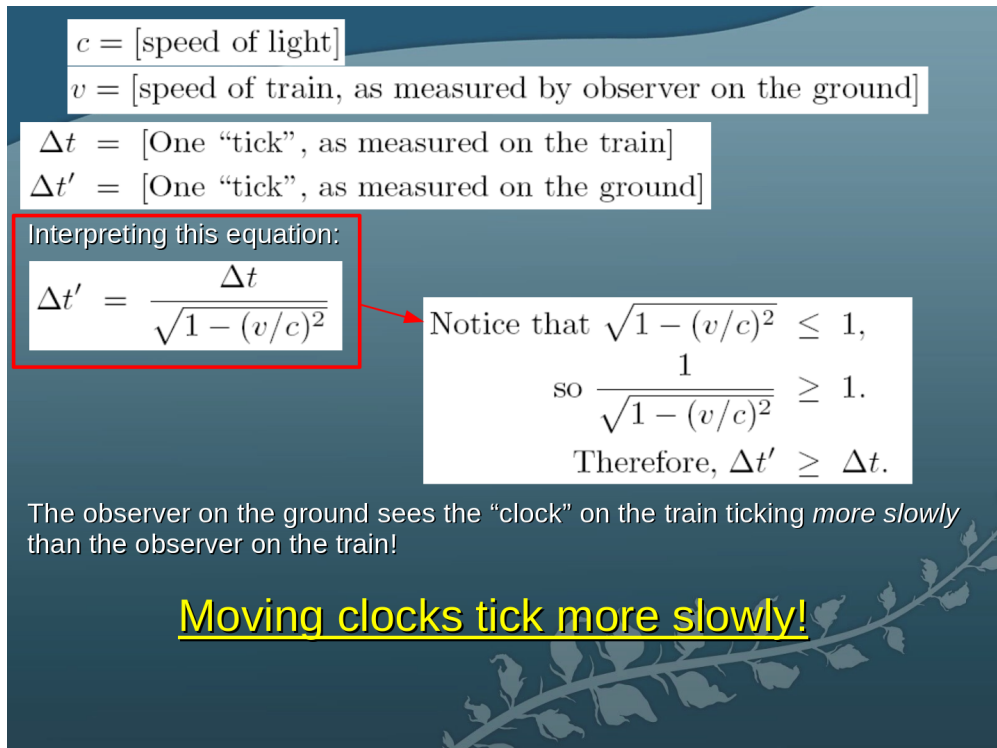 c = [speed of light]
v = [speed of train, as measured by observer on the ground]
Δt = [One “tick”, as measured on the train]
Δt′ = [One “tick”, as measured on the ground]
Interpreting this equation:
Δt′ = Δt / √(1 − (v/c)²)
Notice that √(1 − (v/c)²) ≤ 1,
so 1 / √(1 − (v/c)²) ≥ 1.
Therefore, Δt′ ≥ Δt.
The observer on the ground sees the “clock” on the train ticking more slowly
than the observer on the train!
Moving clocks tick more slowly!